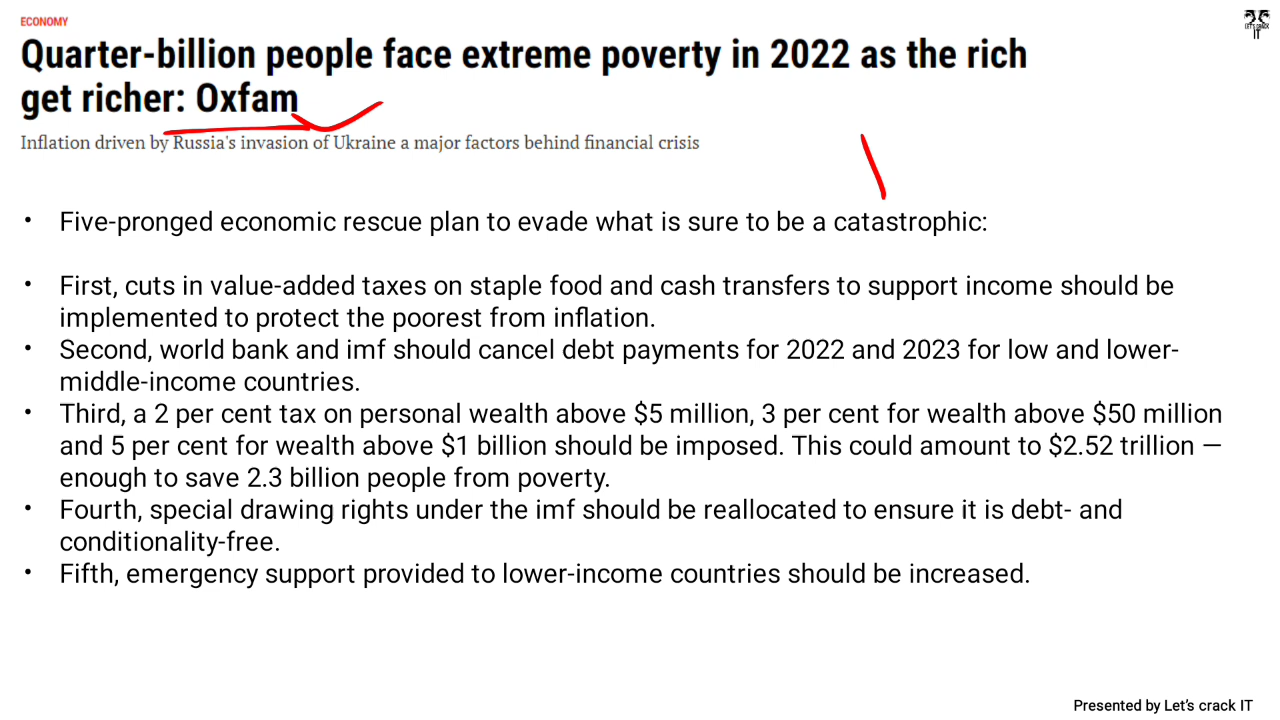 ECONOMY
Quarter-billion people face extreme poverty in 2022 as the rich
get richer: Oxfam
Inflation driven by Russia's invasion of Ukraine a major factors behind financial crisis
LET'S CRACK
IT
• Five-pronged economic rescue plan to evade what is sure to be a catastrophic:
• First, cuts in value-added taxes on staple food and cash transfers to support income should be
implemented to protect the poorest from inflation.
• Second, world bank and imf should cancel debt payments for 2022 and 2023 for low and lower-
middle-income countries.
• Third, a 2 per cent tax on personal wealth above $5 million, 3 per cent for wealth above $50 million
and 5 per cent for wealth above $1 billion should be imposed. This could amount to $2.52 trillion —
enough to save 2.3 billion people from poverty.
• Fourth, special drawing rights under the imf should be reallocated to ensure it is debt- and
conditionality-free.
• Fifth, emergency support provided to lower-income countries should be increased.
Presented by Let's crack IT